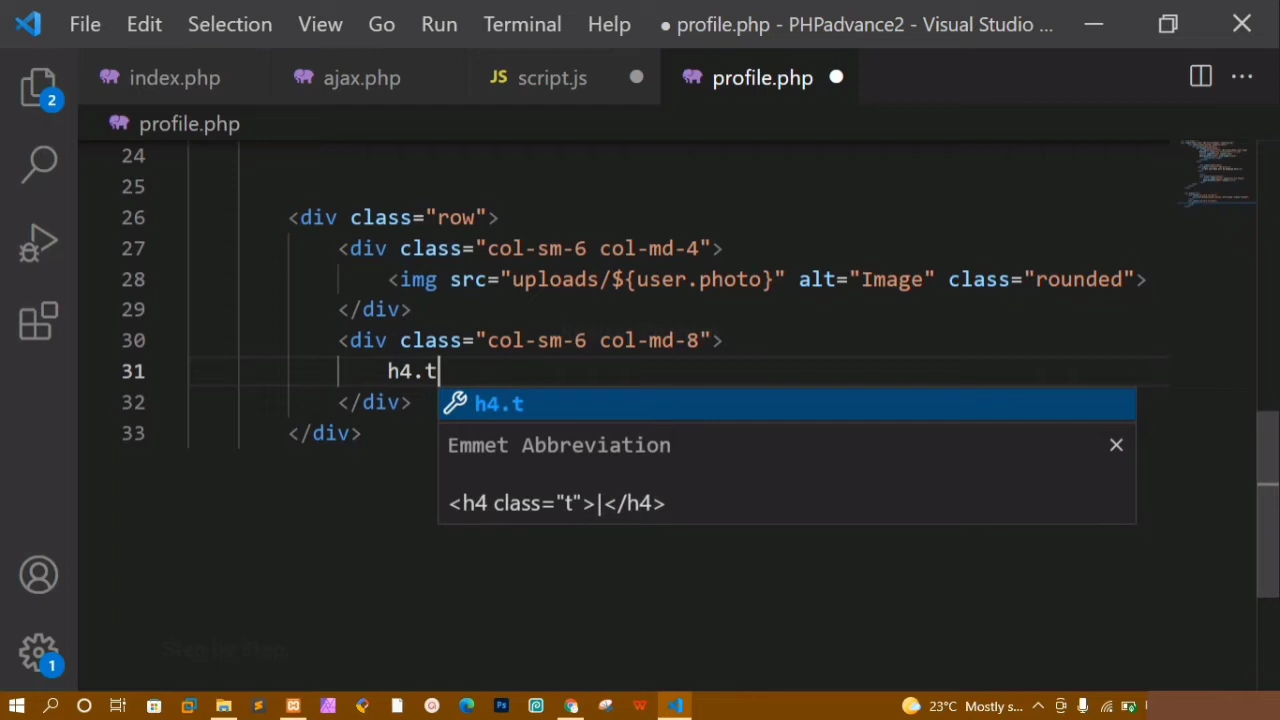 File Edit Selection View Go Run Terminal Help ● profile.php - PHPadvance2 - Visual Studio ...
index.php ajax.php JS script.js profile.php
2
profile.php
24
25
26 <div class="row">
27 <div class="col-sm-6 col-md-4">
28 <img src="uploads/${user.photo}" alt="Image" class="rounded">
29 </div>
30 <div class="col-sm-6 col-md-8">
31 h4.t
32 </div>
33 </div>
h4.t
Emmet Abbreviation
<h4 class="t">|</h4>
1
23°C Mostly s...